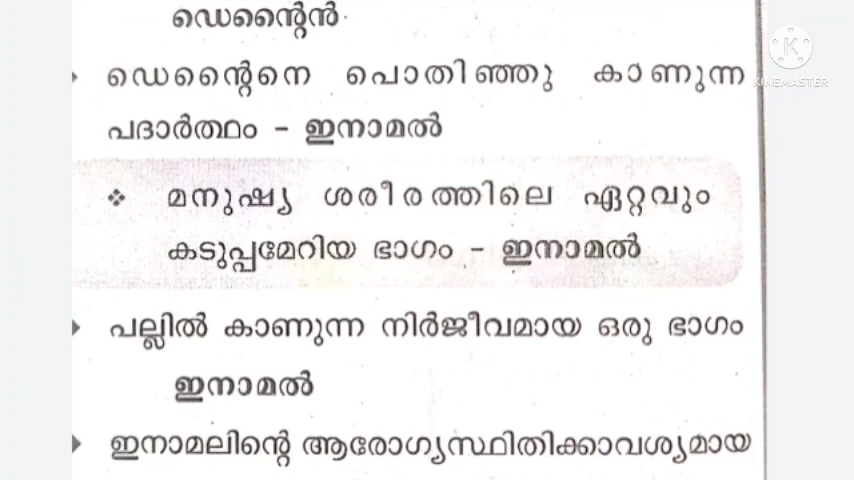 ഡെന്റൈൻ
ഡെന്റൈനെ പൊതിഞ്ഞു കാണുന്ന
പദാർത്ഥം - ഇനാമൽ
മനുഷ്യ ശരീരത്തിലെ ഏറ്റവും
കടുപ്പമേറിയ ഭാഗം - ഇനാമൽ
പല്ലിൽ കാണുന്ന നിർജീവമായ ഒരു ഭാഗം
ഇനാമൽ
ഇനാമലിന്റെ ആരോഗ്യസ്ഥിതിക്കാവശ്യമായ
K
KINEMASTER